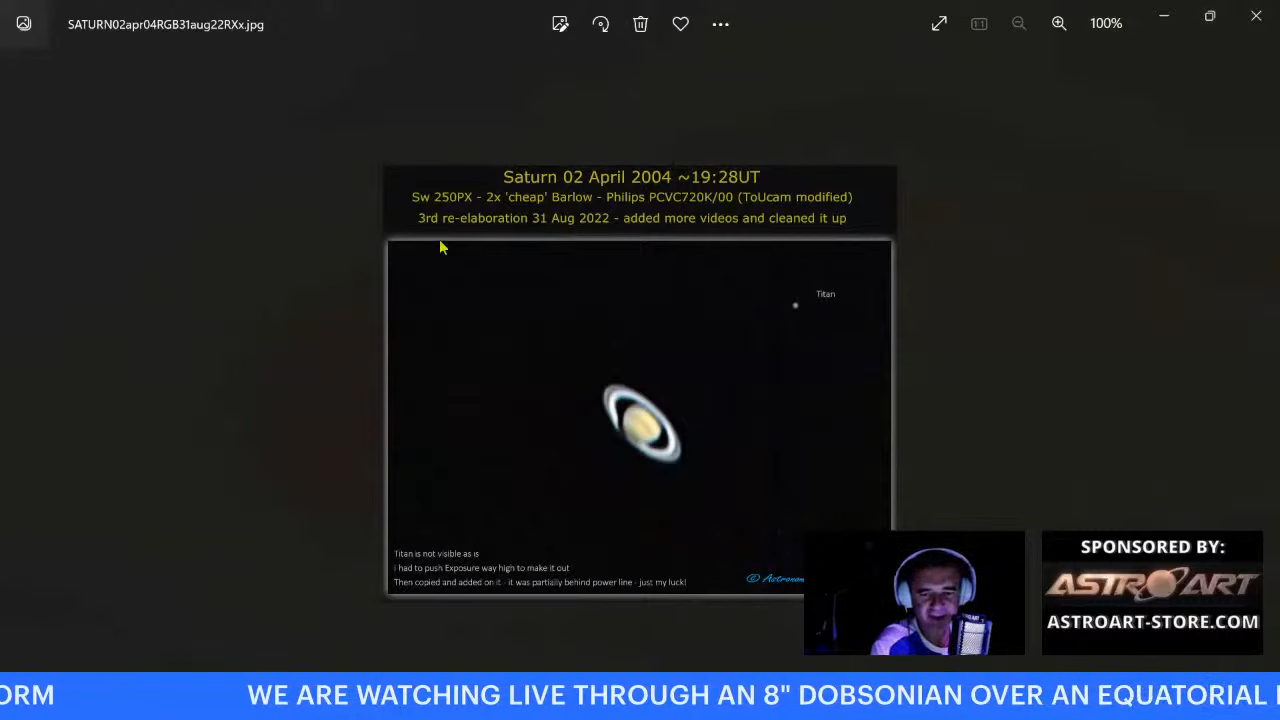 SATURN02apr04RGB31aug22RXx.jpg
100%
Saturn 02 April 2004 ~19:28UT
Sw 250PX - 2x 'cheap' Barlow - Philips PCVC720K/00 (ToUcam modified)
3rd re-elaboration 31 Aug 2022 - added more videos and cleaned it up
Titan
Titan is not visible as is
i had to push Exposure way high to make it out
Then copied and added on it - it was partially behind power line - just my luck!
© Astronom
SPONSORED BY:
ASTROART
ASTROART-STORE.COM
ORM WE ARE WATCHING LIVE THROUGH AN 8" DOBSONIAN OVER AN EQUATORIAL